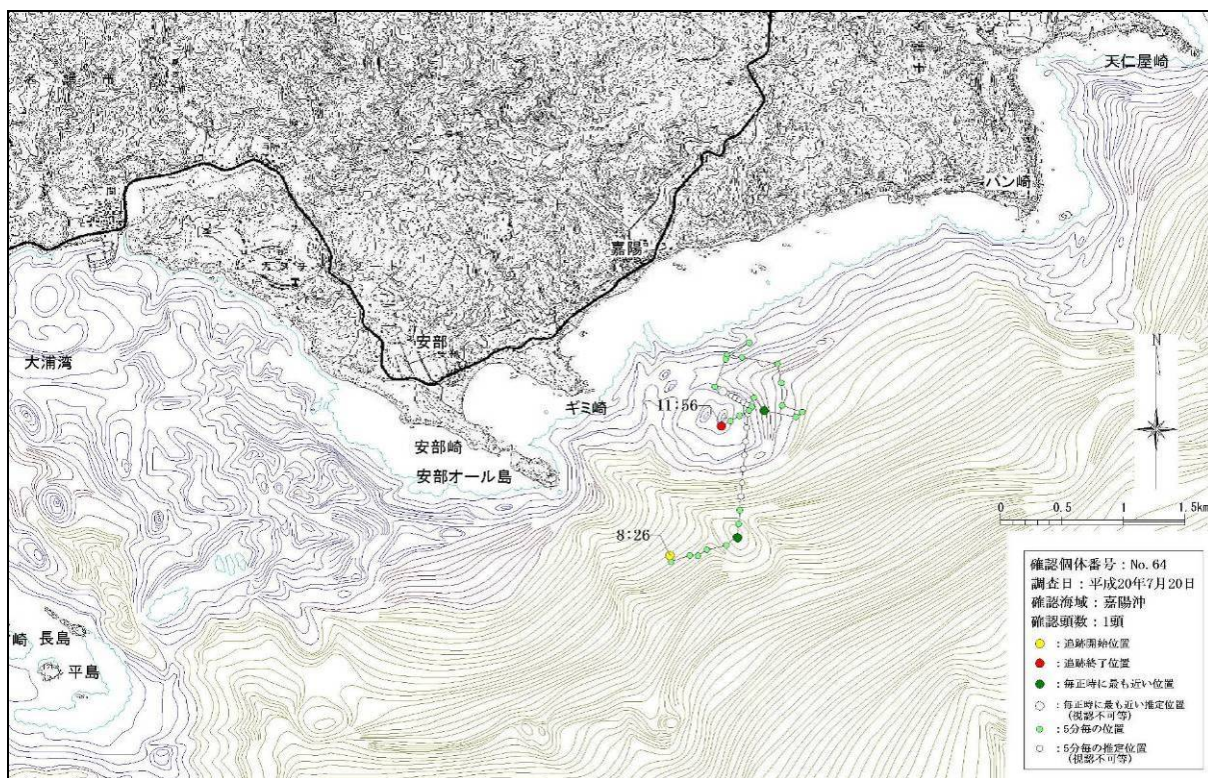 天仁屋崎
バン崎
嘉陽
安部
大浦湾
ギミ崎
11:56
安部崎
安部オール島
N
8:26
0 0.5 1 1.5km
長島
崎
平島
確認個体番号：No. 64
調査日：平成20年7月20日
確認海域：嘉陽沖
確認頭数：1頭
：追跡開始位置
：追跡終了位置
：毎正時に最も近い位置
：毎正時に最も近い推定位置
(視認不可等)
：5分毎の位置
：5分毎の推定位置
(視認不可等)